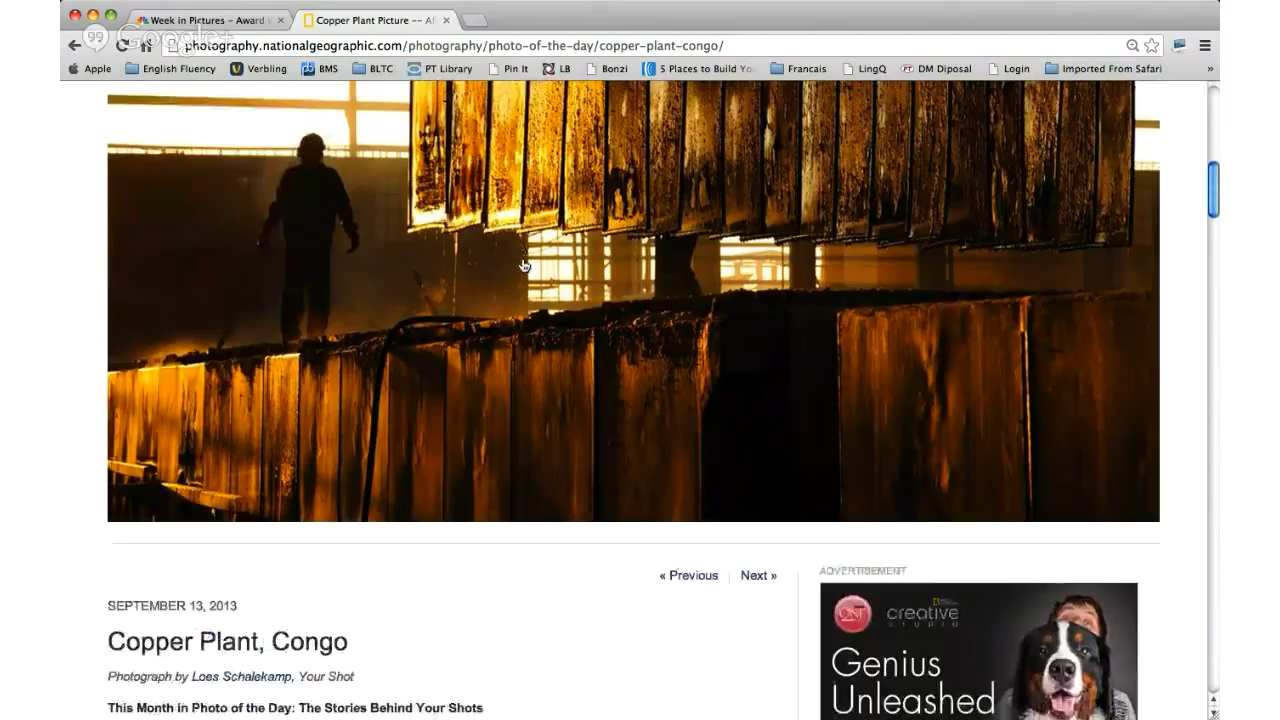 Week in Pictures – Award
Copper Plant Picture -- Af
Google+
photography.nationalgeographic.com/photography/photo-of-the-day/copper-plant-congo/
Apple English Fluency Verbling BMS BLTC PT Library Pin It LB Bonzi 5 Places to Build Yo Francais LingQ DM Diposal Login Imported From Safari »
« Previous Next »
ADVERTISEMENT
SEPTEMBER 13, 2013
Copper Plant, Congo
Photograph by Loes Schalekamp, Your Shot
This Month in Photo of the Day: The Stories Behind Your Shots
creative
studio
Genius
Unleashed